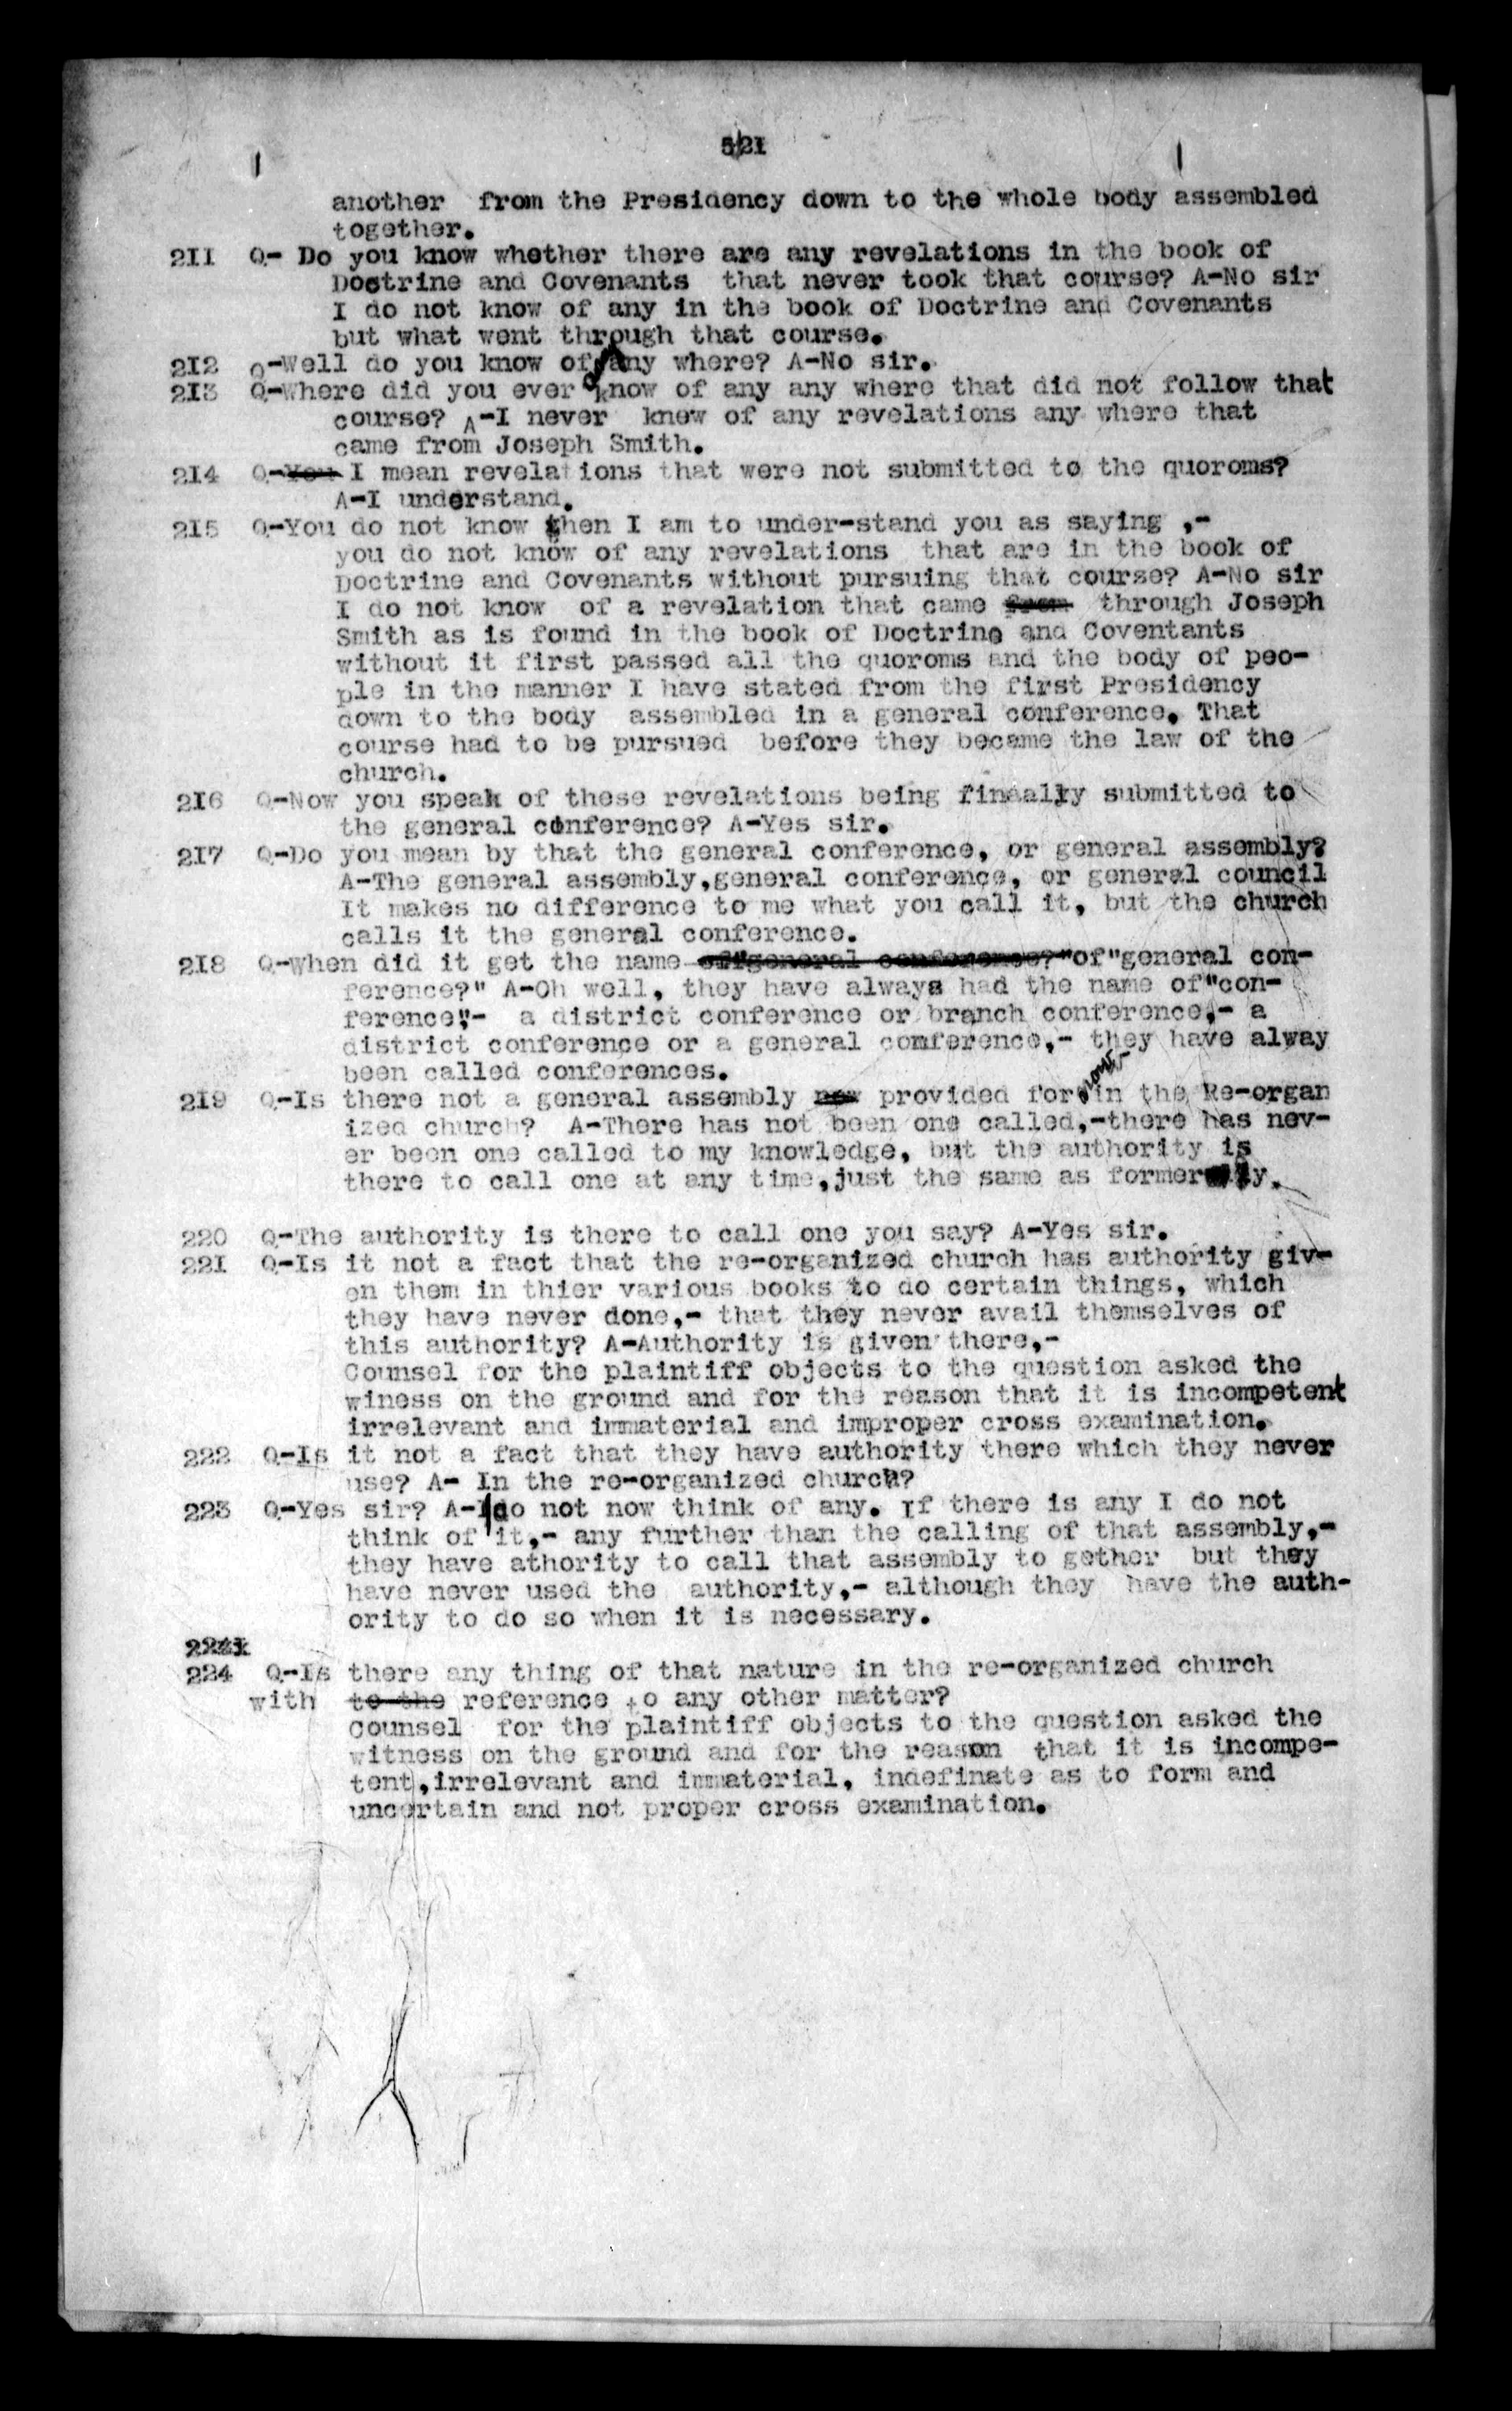 521
another from the Presidency down to the whole body assembled
together.
211 Q- Do you know whether there are any revelations in the book of
Doctrine and Covenants that never took that course? A-No sir
I do not know of any in the book of Doctrine and Covenants
but what went through that course.
212 Q-Well do you know of any where? A-No sir.
213 Q-Where did you ever know of any any where that did not follow that
course? A-I never knew of any revelations any where that
came from Joseph Smith.
214 Q-You I mean revelations that were not submitted to the quoroms?
A-I understand.
215 Q-You do not know then I am to under-stand you as saying ,-
you do not know of any revelations that are in the book of
Doctrine and Covenants without pursuing that course? A-No sir
I do not know of a revelation that came from through Joseph
Smith as is found in the book of Doctrine and Coventants
without it first passed all the quoroms and the body of peo-
ple in the manner I have stated from the first Presidency
down to the body assembled in a general conference. That
course had to be pursued before they became the law of the
church.
216 Q-Now you speak of these revelations being finaally submitted to
the general conference? A-Yes sir.
217 Q-Do you mean by that the general conference, or general assembly?
A-The general assembly,general conference, or general council
It makes no difference to me what you call it, but the church
calls it the general conference.
218 Q-When did it get the name of"general conference?"of"general con-
ference?" A-Oh well, they have always had the name of"con-
ference",- a district conference or branch conference,- a
district conference or a general conference,- they have alway
been called conferences.
219 Q-Is there not a general assembly now provided for now in the Re-organ
ized church? A-There has not been one called,-there has nev-
er been one called to my knowledge, but the authority is
there to call one at any time,just the same as formerly.
220 Q-The authority is there to call one you say? A-Yes sir.
221 Q-Is it not a fact that the re-organized church has authority giv-
en them in thier various books to do certain things, which
they have never done,- that they never avail themselves of
this authority? A-Authority is given there,-
Counsel for the plaintiff objects to the question asked the
winess on the ground and for the reason that it is incompetent
irrelevant and immaterial and improper cross examination.
222 Q-Is it not a fact that they have authority there which they never
use? A- In the re-organized church?
223 Q-Yes sir? A-I do not now think of any. If there is any I do not
think of it,- any further than the calling of that assembly,-
they have athority to call that assembly to gether but they
have never used the authority,- although they have the auth-
ority to do so when it is necessary.
224 Q-Is there any thing of that nature in the re-organized church
with to the reference to any other matter?
Counsel for the plaintiff objects to the question asked the
witness on the ground and for the reason that it is incompe-
tent,irrelevant and immaterial, indefinate as to form and
uncertain and not proper cross examination.